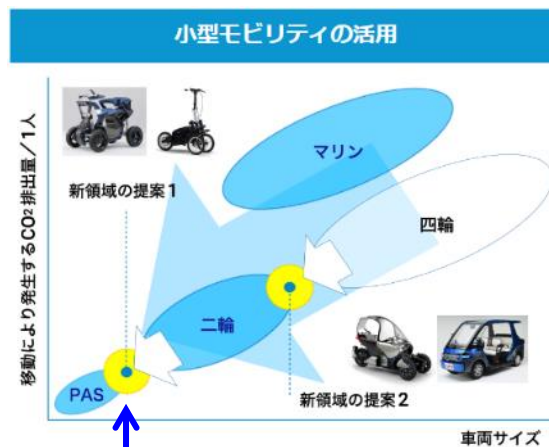 小型モビリティの活用
移動により発生するCO²排出量／1人
新領域の提案1
マリン
四輪
二輪
PAS
新領域の提案2
車両サイズ